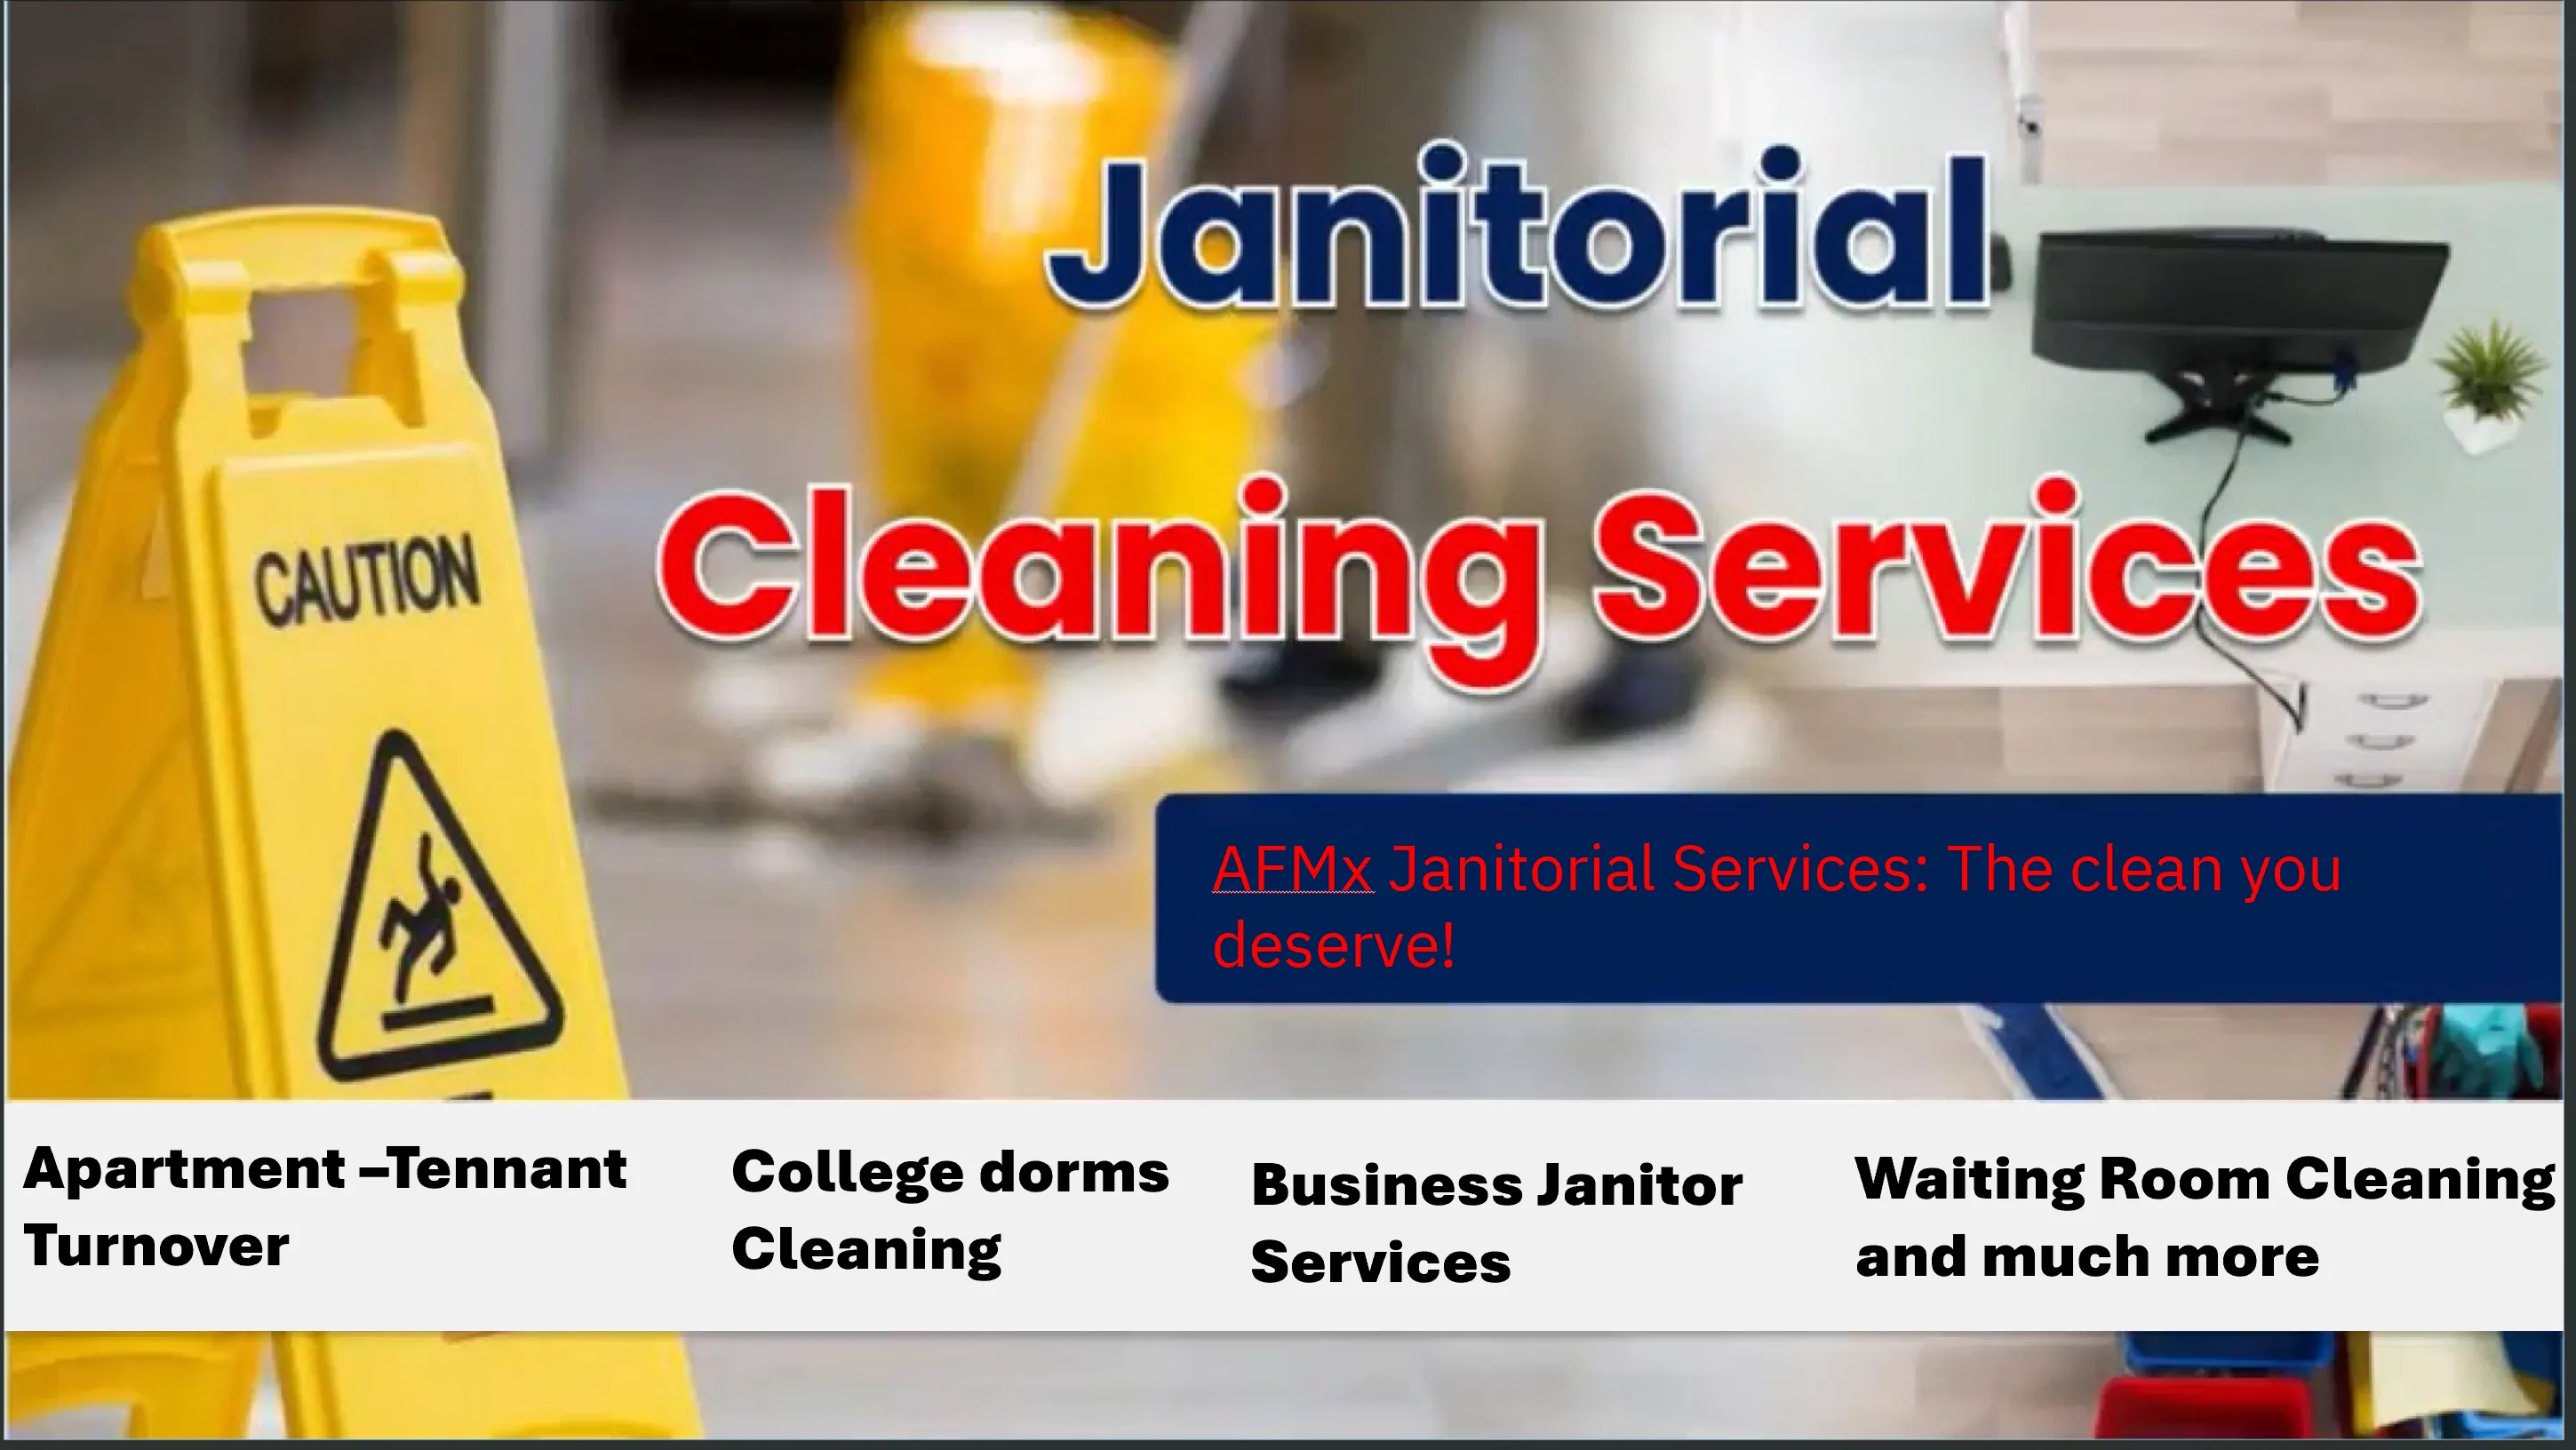 Janitorial
Cleaning Services
CAUTION
AFMx Janitorial Services: The clean you
deserve!
Apartment –Tennant
Turnover
College dorms
Cleaning
Business Janitor
Services
Waiting Room Cleaning
and much more